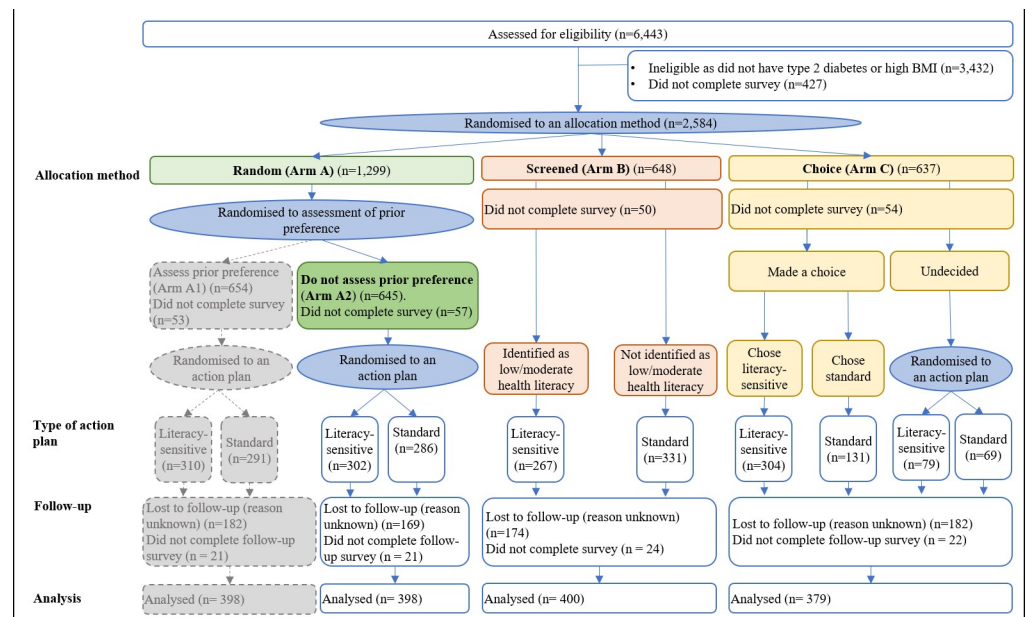 Assessed for eligibility (n=6,443)
• Ineligible as did not have type 2 diabetes or high BMI (n=3,432)
• Did not complete survey (n=427)
Randomised to an allocation method (n=2,584)
Allocation method
Random (Arm A) (n=1,299)
Screened (Arm B) (n=648)
Choice (Arm C) (n=637)
Randomised to assessment of prior
preference
Did not complete survey (n=50)
Did not complete survey (n=54)
Assess prior preference
(Arm A1) (n=654)
Did not complete survey
(n=53)
Do not assess prior preference
(Arm A2) (n=645).
Did not complete survey (n=57)
Made a choice
Undecided
Randomised to an
action plan
Randomised to an
action plan
Identified as
low/moderate
health literacy
Not identified as
low/moderate
health literacy
Chose
literacy-
sensitive
Chose
standard
Randomised to
an action plan
Type of action
plan
Literacy-
sensitive
(n=310)
Standard
(n=291)
Literacy-
sensitive
(n=302)
Standard
(n=286)
Literacy-
sensitive
(n=267)
Standard
(n=331)
Literacy-
sensitive
(n=304)
Standard
(n=131)
Literacy-
sensitive
(n=79)
Standard
(n=69)
Follow-up
Lost to follow-up (reason
unknown) (n=182)
Did not complete follow-up
survey (n = 21)
Lost to follow-up (reason
unknown) (n=169)
Did not complete follow-
up survey (n = 21)
Lost to follow-up (reason unknown)
(n=174)
Did not complete survey (n = 24)
Lost to follow-up (reason unknown) (n=182)
Did not complete follow-up survey (n = 22)
Analysis
Analysed (n= 398)
Analysed (n= 398)
Analysed (n= 400)
Analysed (n= 379)